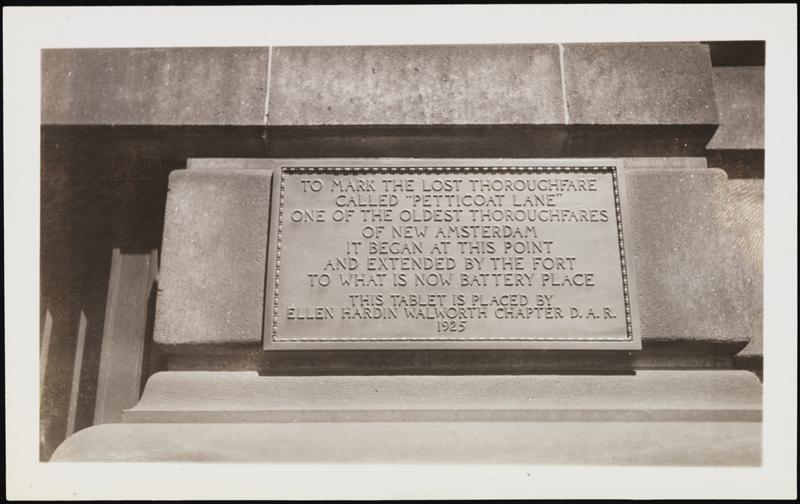 TO MARK THE LOST THOROUGHFARE
CALLED "PETTICOAT LANE"
ONE OF THE OLDEST THOROUGHFARES
OF NEW AMSTERDAM
IT BEGAN AT THIS POINT
AND EXTENDED BY THE FORT
TO WHAT IS NOW BATTERY PLACE
THIS TABLET IS PLACED BY
ELLEN HARDIN WALWORTH CHAPTER D. A. R.
1925